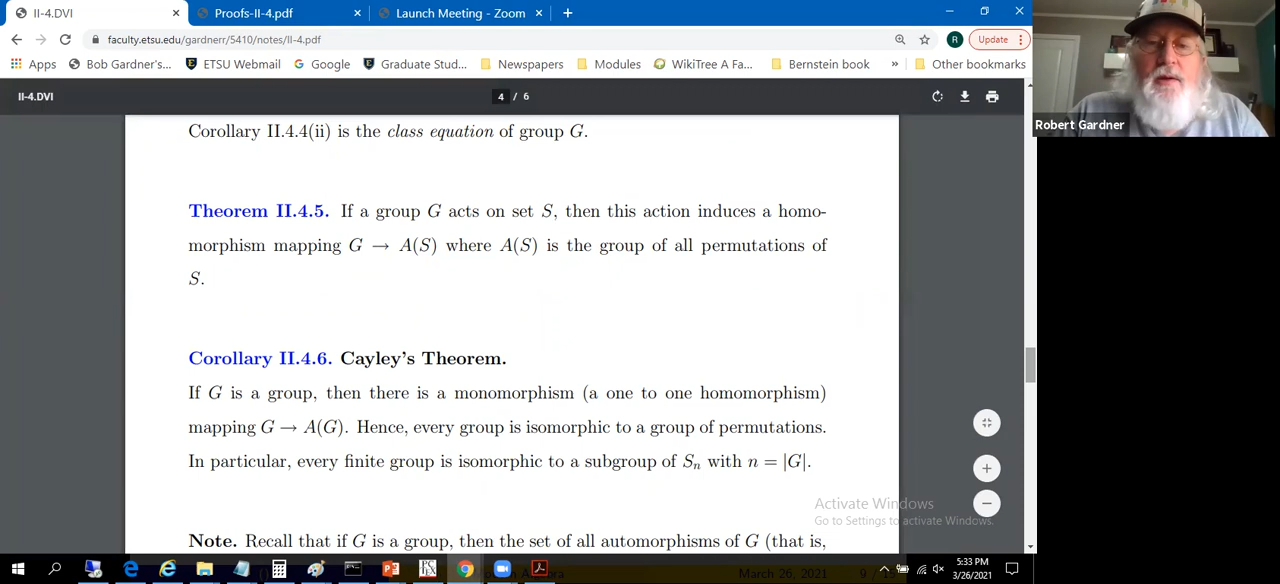 II-4.DVI
Proofs-II-4.pdf
Launch Meeting - Zoom
faculty.etsu.edu/gardnerr/5410/notes/II-4.pdf
R
Update
Apps
Bob Gardner's...
ETSU Webmail
Google
Graduate Stud...
Newspapers
Modules
WikiTree A Fa...
Bernstein book
»
Other bookmarks
II-4.DVI
4 / 6
Robert Gardner
Corollary II.4.4(ii) is the class equation of group G.
Theorem II.4.5. If a group G acts on set S, then this action induces a homo-
morphism mapping G → A(S) where A(S) is the group of all permutations of
S.
Corollary II.4.6. Cayley's Theorem.
If G is a group, then there is a monomorphism (a one to one homomorphism)
mapping G → A(G). Hence, every group is isomorphic to a group of permutations.
In particular, every finite group is isomorphic to a subgroup of Sₙ with n = |G|.
Activate Windows
Go to Settings to activate Windows.
Note. Recall that if G is a group, then the set of all automorphisms of G (that is,
March 26, 2021
5:33 PM
3/26/2021